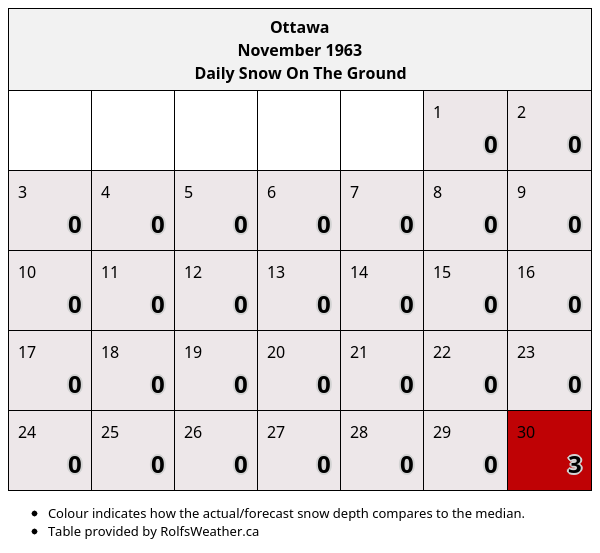 Ottawa
November 1963
Daily Snow On The Ground
1 2
0 0
3 4 5 6 7 8 9
0 0 0 0 0 0 0
10 11 12 13 14 15 16
0 0 0 0 0 0 0
17 18 19 20 21 22 23
0 0 0 0 0 0 0
24 25 26 27 28 29 30
0 0 0 0 0 0 3
• Colour indicates how the actual/forecast snow depth compares to the median.
• Table provided by RolfsWeather.ca